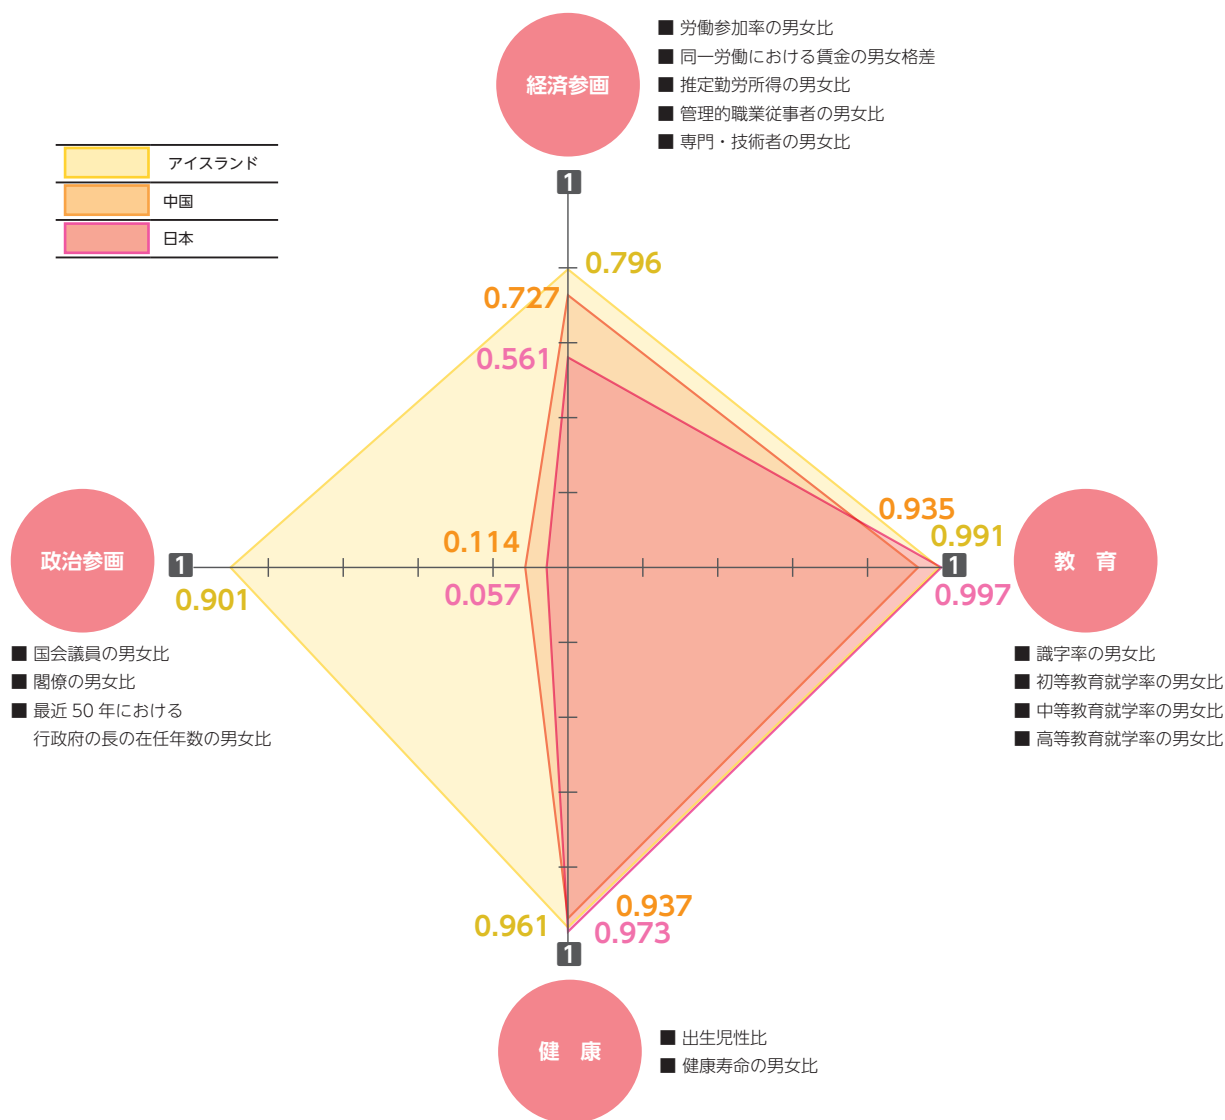 経済参画
■ 労働参加率の男女比
■ 同一労働における賃金の男女格差
■ 推定勤労所得の男女比
■ 管理的職業従事者の男女比
■ 専門・技術者の男女比
アイスランド
中国
日本
1
0.796
0.727
0.561
政治参画
1
0.901
0.114
0.057
■ 国会議員の男女比
■ 閣僚の男女比
■ 最近 50 年における
行政府の長の在任年数の男女比
0.935
0.991
1
0.997
教 育
■ 識字率の男女比
■ 初等教育就学率の男女比
■ 中等教育就学率の男女比
■ 高等教育就学率の男女比
0.961
0.937
0.973
1
健 康
■ 出生児性比
■ 健康寿命の男女比